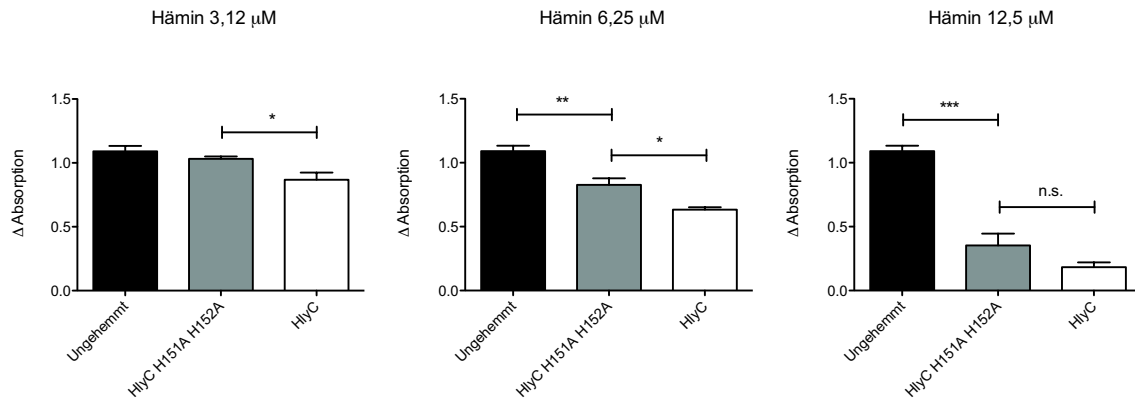 Hämin 3,12 μM
Δ Absorption
1.5
1.0
0.5
0.0
*
Ungehemmt
HlyC H151A H152A
HlyC
Hämin 6,25 μM
Δ Absorption
1.5
1.0
0.5
0.0
**
*
Ungehemmt
HlyC H151A H152A
HlyC
Hämin 12,5 μM
Δ Absorption
1.5
1.0
0.5
0.0
***
n.s.
Ungehemmt
HlyC H151A H152A
HlyC